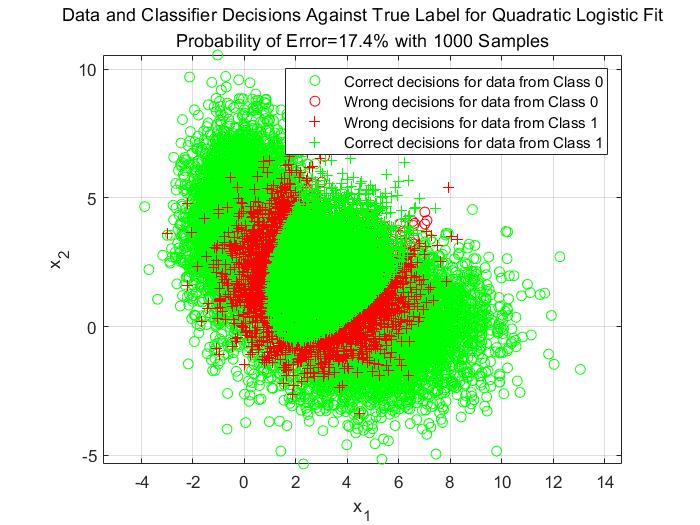 Data and Classifier Decisions Against True Label for Quadratic Logistic Fit
Probability of Error=17.4% with 1000 Samples
Correct decisions for data from Class 0
Wrong decisions for data from Class 0
Wrong decisions for data from Class 1
Correct decisions for data from Class 1
10
5
0
-5
x2
-4 -2 0 2 4 6 8 10 12 14
x1